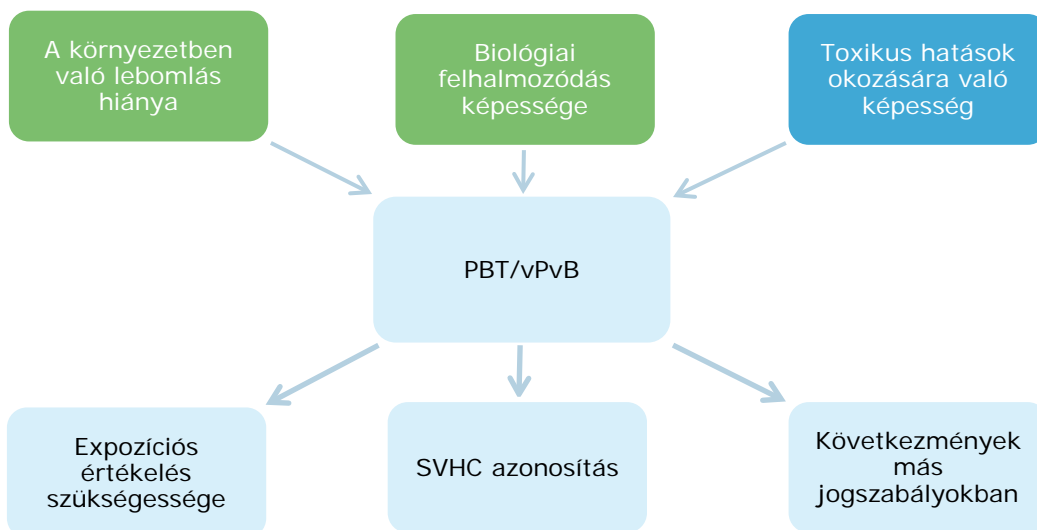 A környezetben
való lebomlás
hiánya
Biológiai
felhalmozódás
képessége
Toxikus hatások
okozására való
képesség
PBT/vPvB
Expozíciós
értékelés
szükségessége
SVHC azonosítás
Következmények
más
jogszabályokban